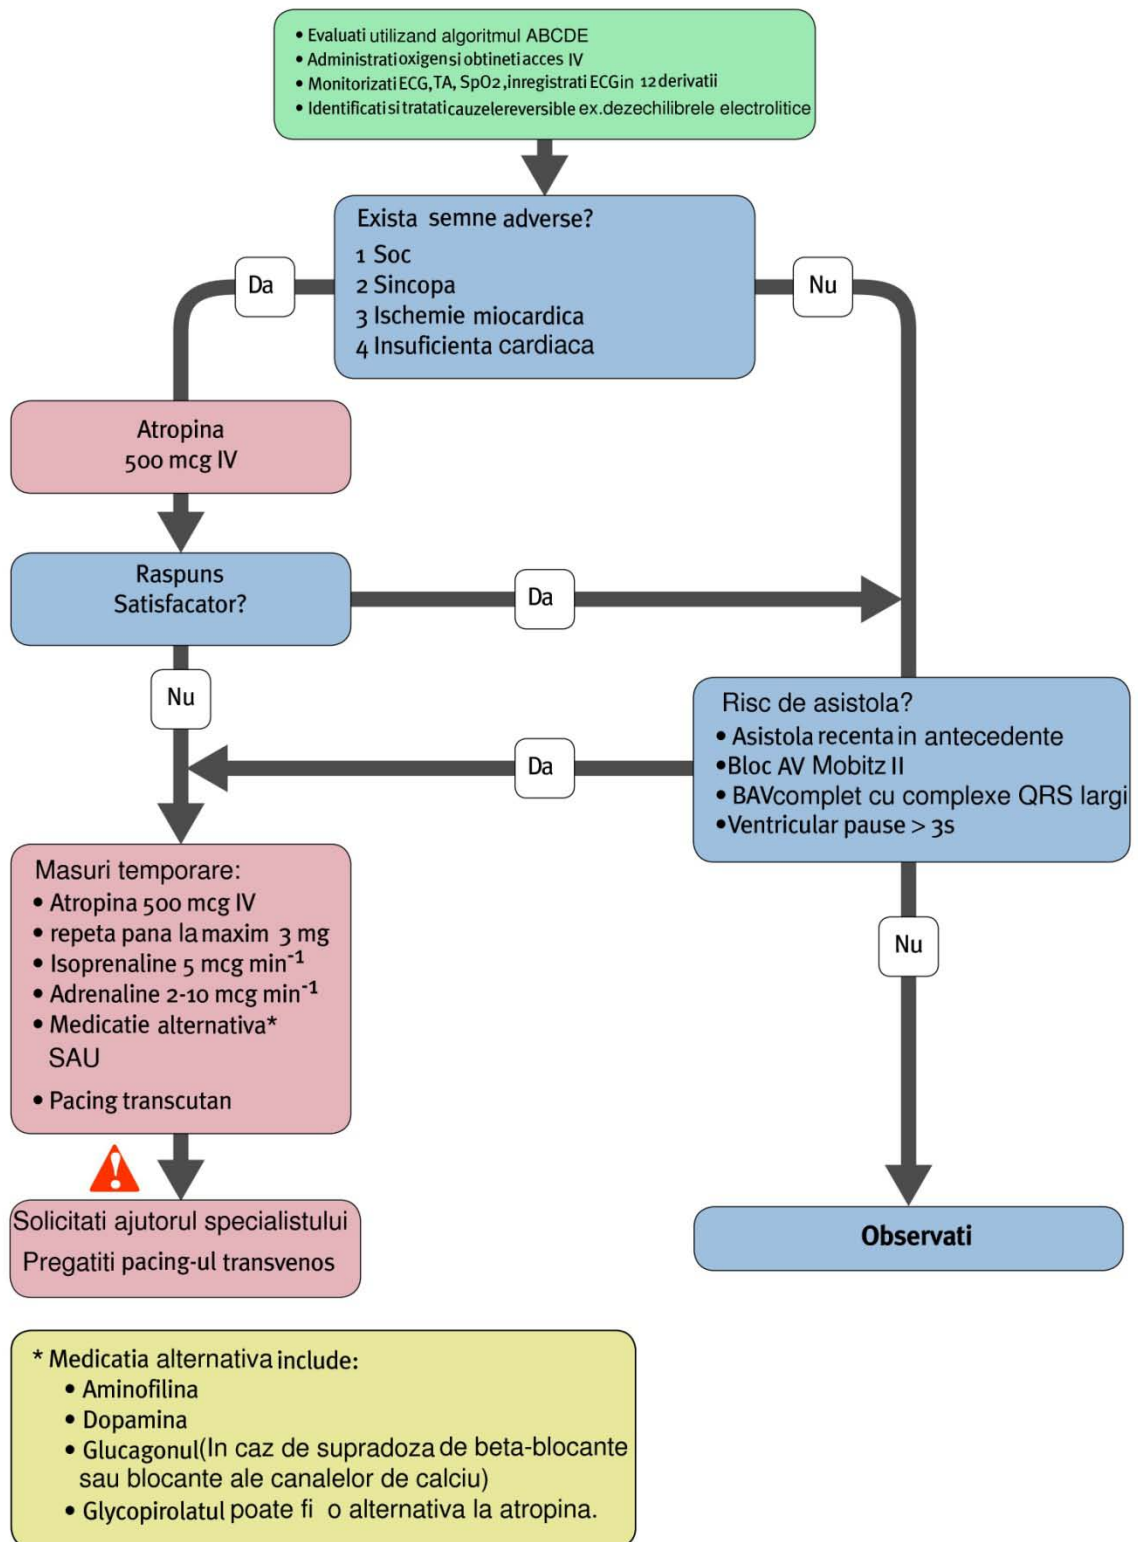 • Evaluati utilizand algoritmul ABCDE
• Administrati oxigen si obtineti acces IV
• Monitorizati ECG, TA, SpO2, inregistrati ECG in 12 derivatii
• Identificati si tratati cauzele reversible ex.dezechilibrele electrolitice
Exista semne adverse?
1 Soc
2 Sincopa
3 Ischemie miocardica
4 Insuficienta cardiaca
Da
Nu
Atropina
500 mcg IV
Raspuns
Satisfacator?
Da
Nu
Risc de asistola?
• Asistola recenta in antecedente
• Bloc AV Mobitz II
• BAV complet cu complexe QRS largi
• Ventricular pause > 3s
Da
Nu
Masuri temporare:
• Atropina 500 mcg IV
• repeta pana la maxim 3 mg
• Isoprenaline 5 mcg min⁻¹
• Adrenaline 2-10 mcg min⁻¹
• Medicatie alternativa*
SAU
• Pacing transcutan
!
Solicitati ajutorul specialistului
Pregatiti pacing-ul transvenos
Observati
* Medicatia alternativa include:
• Aminofilina
• Dopamina
• Glucagonul (In caz de supradoza de beta-blocante
sau blocante ale canalelor de calciu)
• Glycopirolatul poate fi o alternativa la atropina.